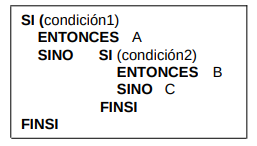 SI (condición1)
ENTONCES A
SINO SI (condición2)
ENTONCES B
SINO C
FINSI
FINSI